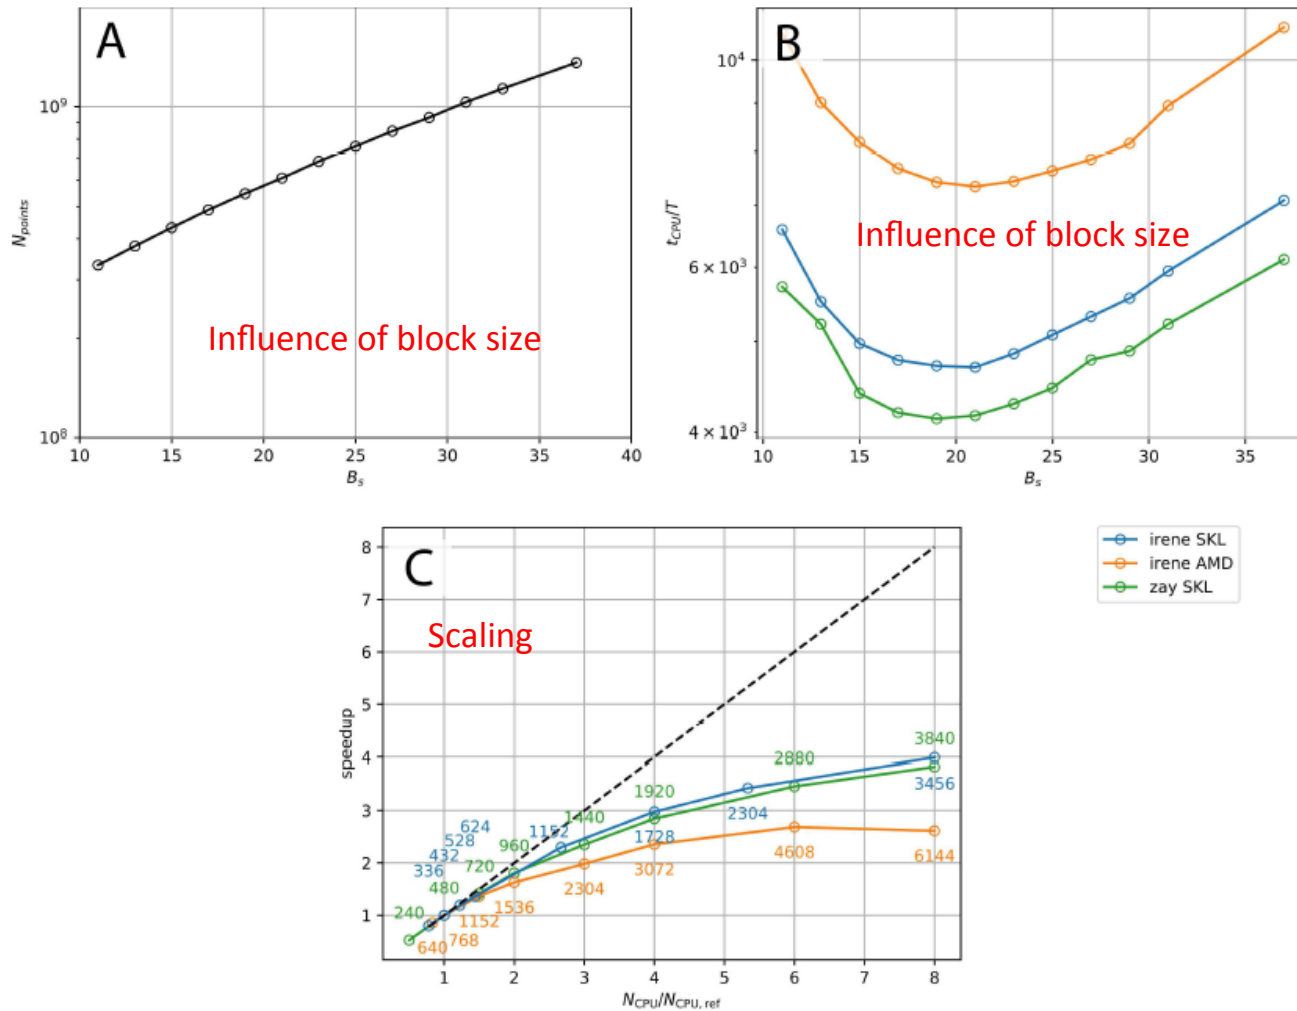 A
10^9
10^8
N_points
10 15 20 25 30 35 40
B_s
Influence of block size
B
10^4
6 × 10^3
4 × 10^3
t_CPU/T
10 15 20 25 30 35
B_s
Influence of block size
C
Scaling
8
7
6
5
4
3
2
1
speedup
3840
2880
1920
3456
2304
1440
624
1152
528
1728
960
432
4608
6144
336
720
3072
480
2304
240
1536
1152
768
640
1 2 3 4 5 6 7 8
N_CPU/N_CPU, ref
irene SKL
irene AMD
zay SKL